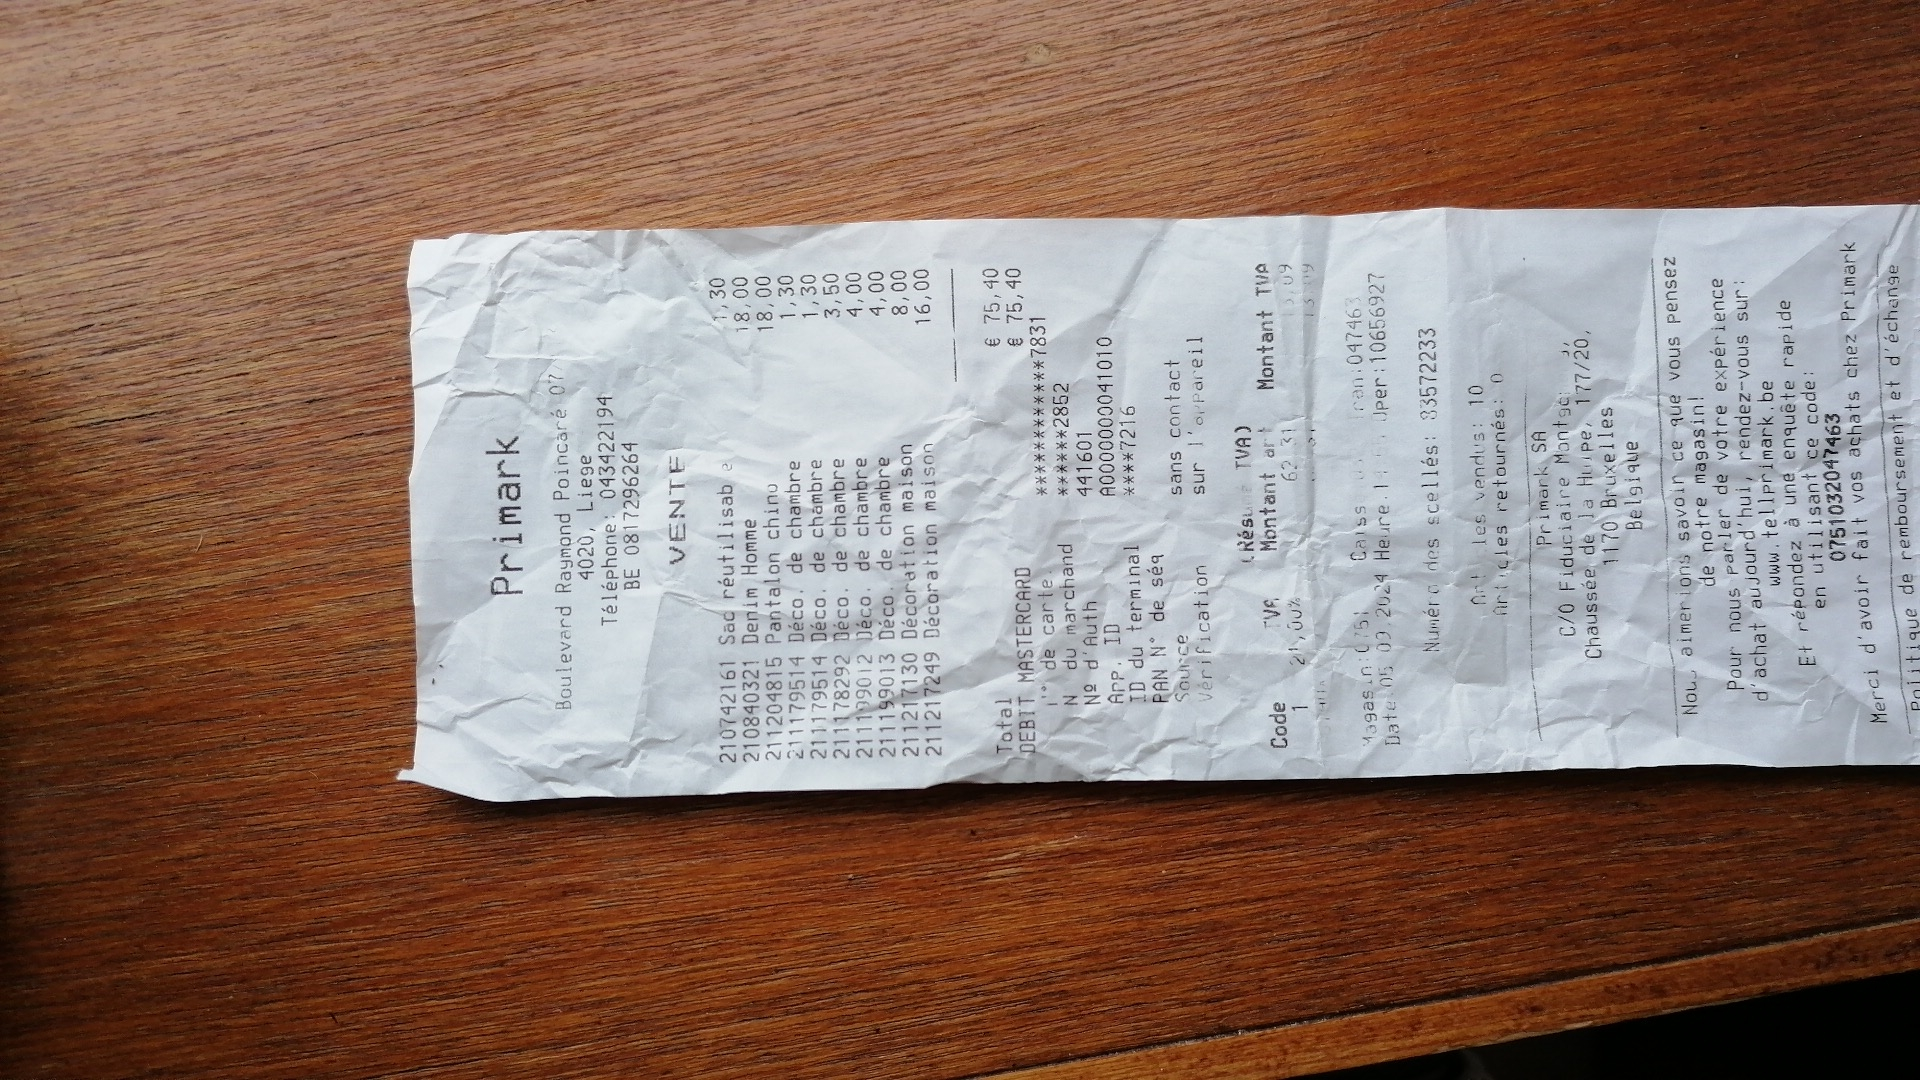 Primark
Boulevard Raymond Poincaré 07
4020, Liege
Téléphone: 043422194
BE 0817296264
VENTE
210742161 Sac réutilisab e 1,30
210840321 Denim Homme 18,00
211204815 Pantalon chino 18,00
211179514 Déco. de chambre 1,30
211179514 Déco. de chambre 1,30
211178292 Déco. de chambre 3,50
211199012 Déco. de chambre 4,00
211199013 Déco. de chambre 4,00
211217130 Décoration maison 8,00
211217249 Décoration maison 16,00
Total € 75,40
DEBIT MASTERCARD € 75,40
de carte. ************7831
N du marchand ******2852
Nº d'Auth 441601
App. ID A0000000041010
ID du terminal ****7216
PAN N° de séq
Source sans contact
Vérification sur l'appareil
TVA)
Code TVA Montant Montant TVA
1 21,00% 62 31
Date: 05.09.2024 Heure
Numéro des scellés: 83572233
vendus: 10
Articles retournés: 0
Primark SA
C/O Fiduciaire
Chaussée de la Hulpe, 177/20,
1170 Bruxelles
Belgique
Nous aimerions savoir ce que vous pensez
de notre magasin!
Pour nous parler de votre expérience
d'achat aujourd'hui, rendez-vous sur:
www.tellprimark.be
Et répondez à une enquête rapide
en utilisant ce code:
0751032047463
Merci d'avoir fait vos achats chez Primark
Politique de remboursement et d'échange